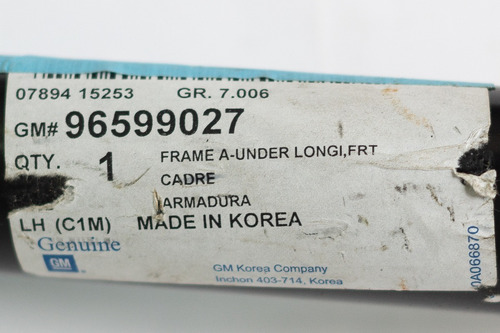 07894 15253 GR. 7.006
GM# 96599027
QTY. 1 FRAME A-UNDER LONGI,FRT
CADRE
ARMADURA
LH (C1M) MADE IN KOREA
Genuine
GM
GM Korea Company
Inchon 403-714, Korea
0A066870